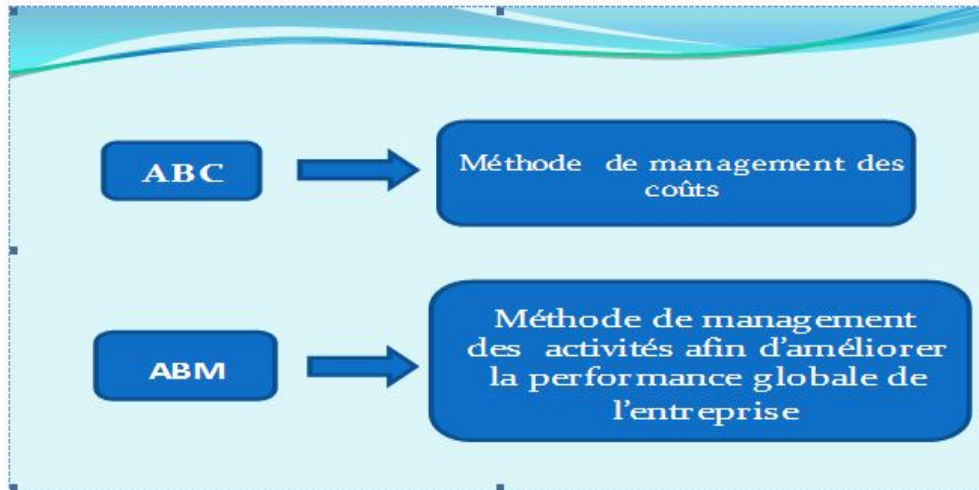 ABC
Méthode de management des
coûts
ABM
Méthode de management
des activités afin d'améliorer
la performance globale de
l'entreprise